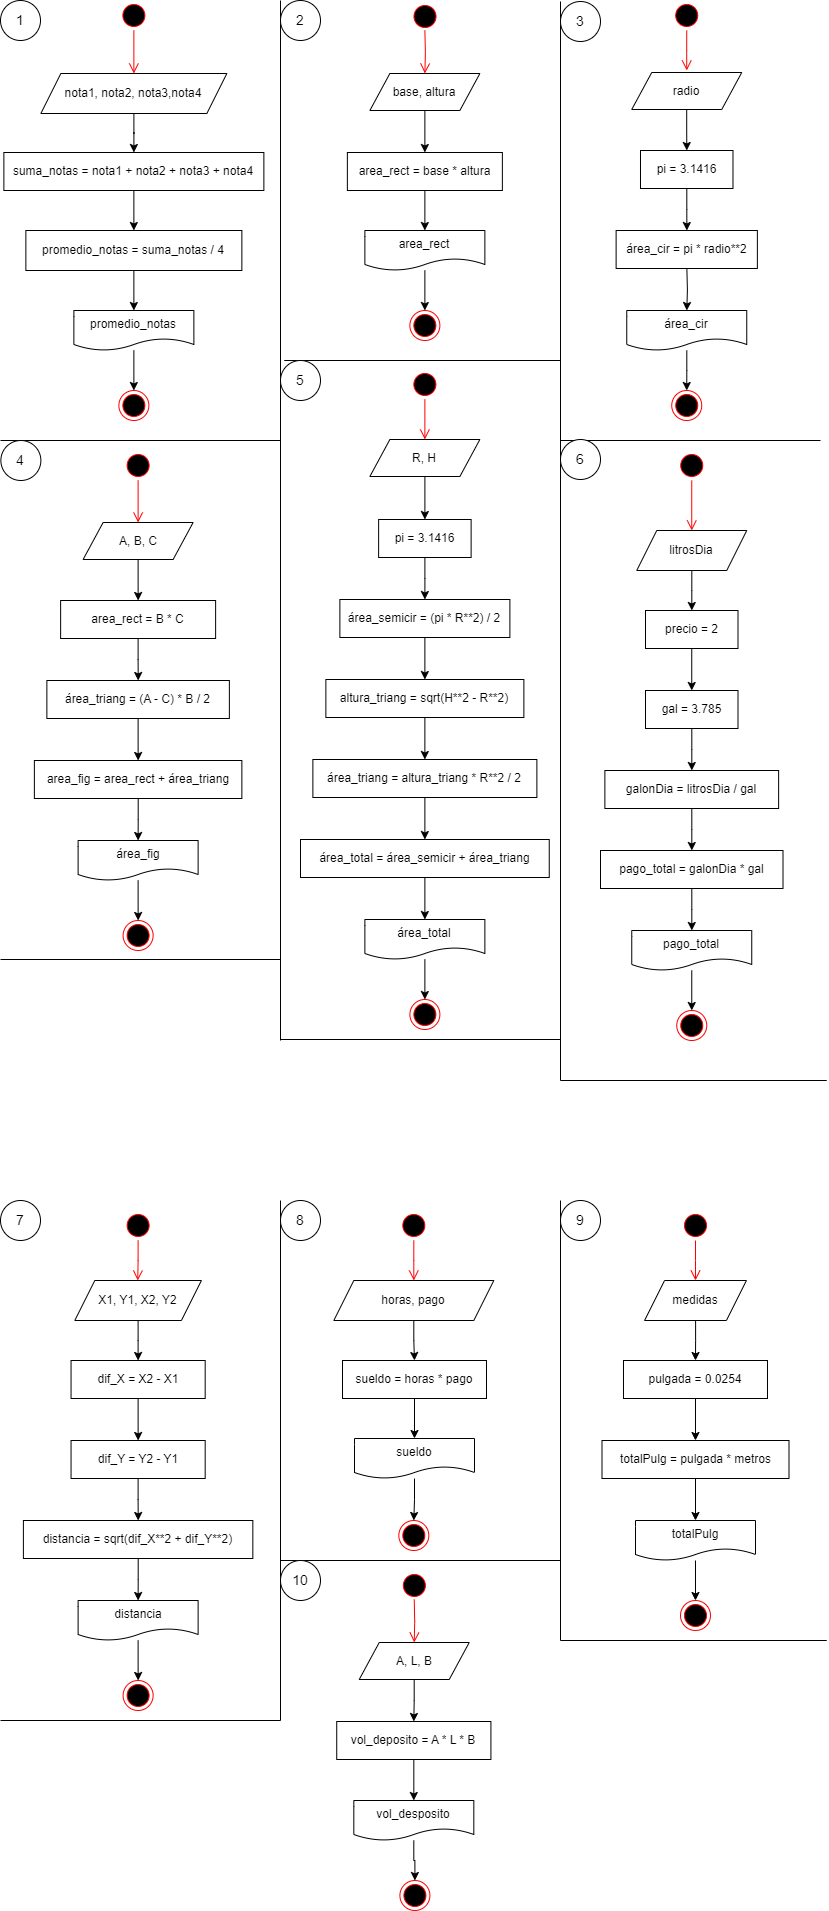 1
nota1, nota2, nota3,nota4
suma_notas = nota1 + nota2 + nota3 + nota4
promedio_notas = suma_notas / 4
promedio_notas
2
base, altura
area_rect = base * altura
area_rect
3
radio
pi = 3.1416
área_cir = pi * radio**2
área_cir
4
A, B, C
area_rect = B * C
área_triang = (A - C) * B / 2
area_fig = area_rect + área_triang
área_fig
5
R, H
pi = 3.1416
área_semicir = (pi * R**2) / 2
altura_triang = sqrt(H**2 - R**2)
área_triang = altura_triang * R**2 / 2
área_total = área_semicir + área_triang
área_total
6
litrosDia
precio = 2
gal = 3.785
galonDia = litrosDia / gal
pago_total = galonDia * gal
pago_total
7
X1, Y1, X2, Y2
dif_X = X2 - X1
dif_Y = Y2 - Y1
distancia = sqrt(dif_X**2 + dif_Y**2)
distancia
8
horas, pago
sueldo = horas * pago
sueldo
9
medidas
pulgada = 0.0254
totalPulg = pulgada * metros
totalPulg
10
A, L, B
vol_deposito = A * L * B
vol_desposito